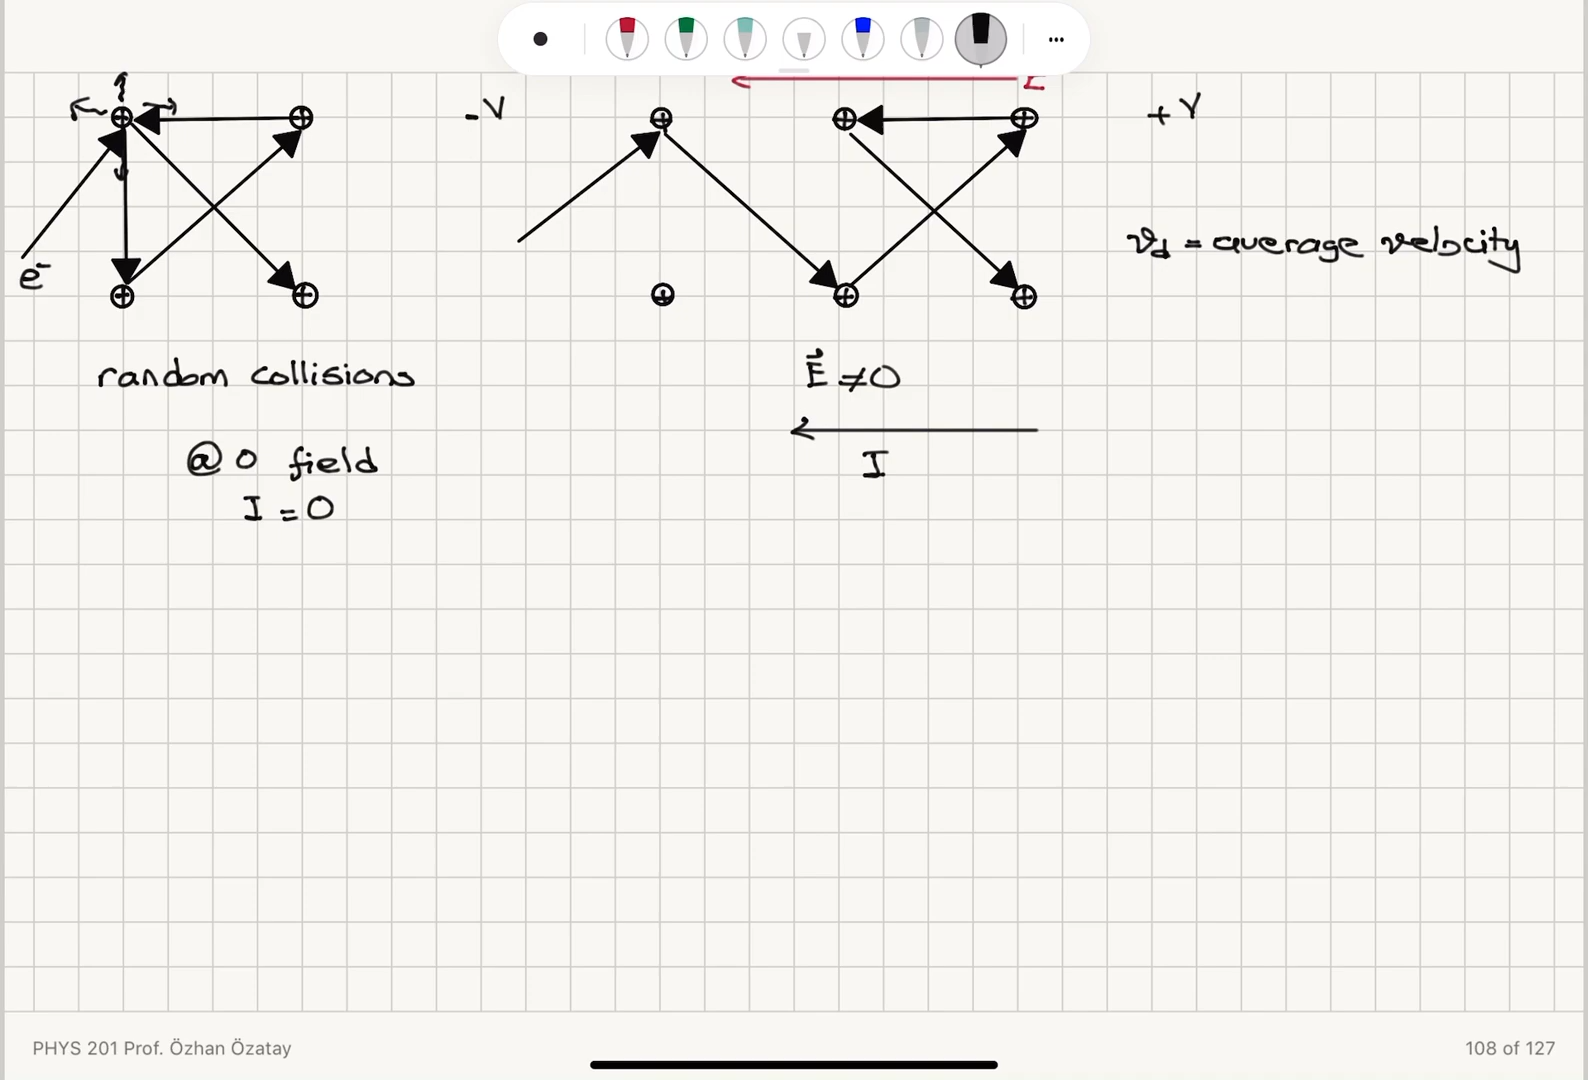 -V
E
+V
e⁻
v_d = average velocity
random collisions
@ 0 field
I = 0
E⃗ ≠ 0
I
PHYS 201 Prof. Özhan Özatay
108 of 127